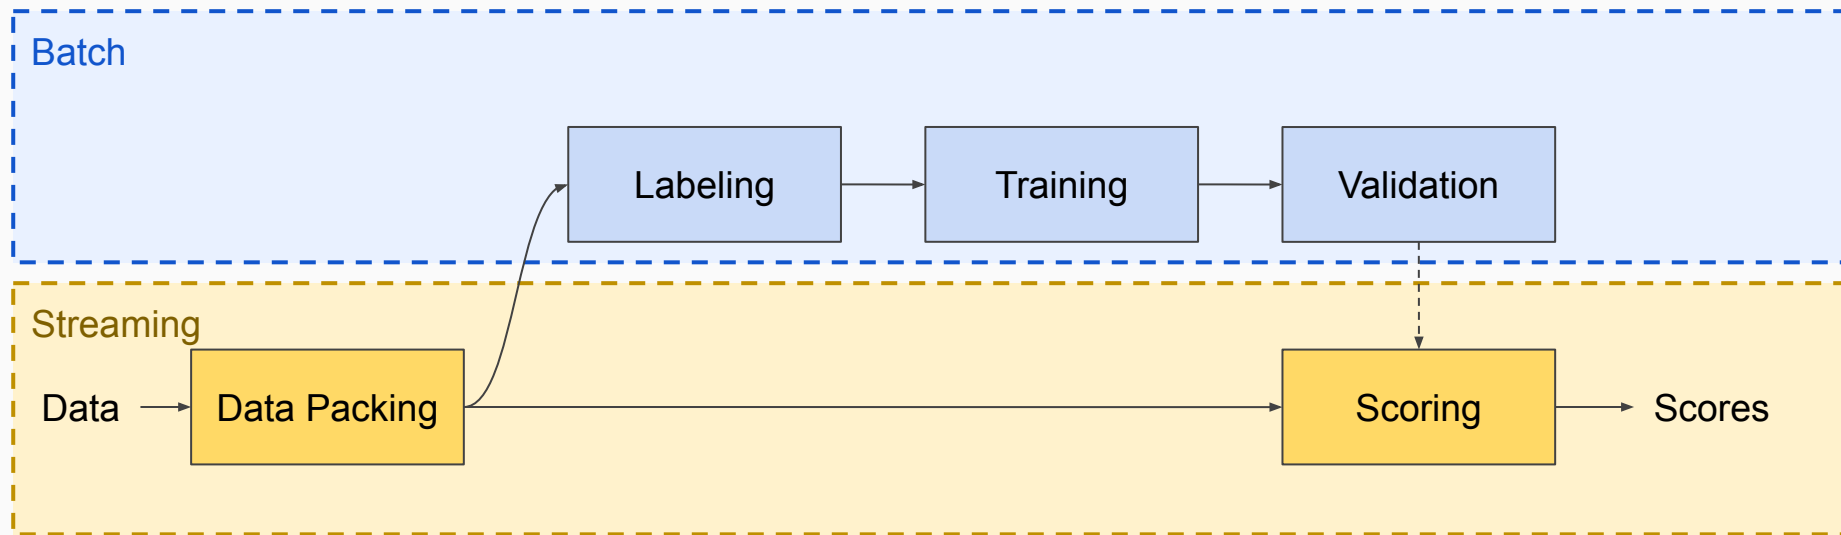 Batch
Labeling
Training
Validation
Streaming
Data
Data Packing
Scoring
Scores